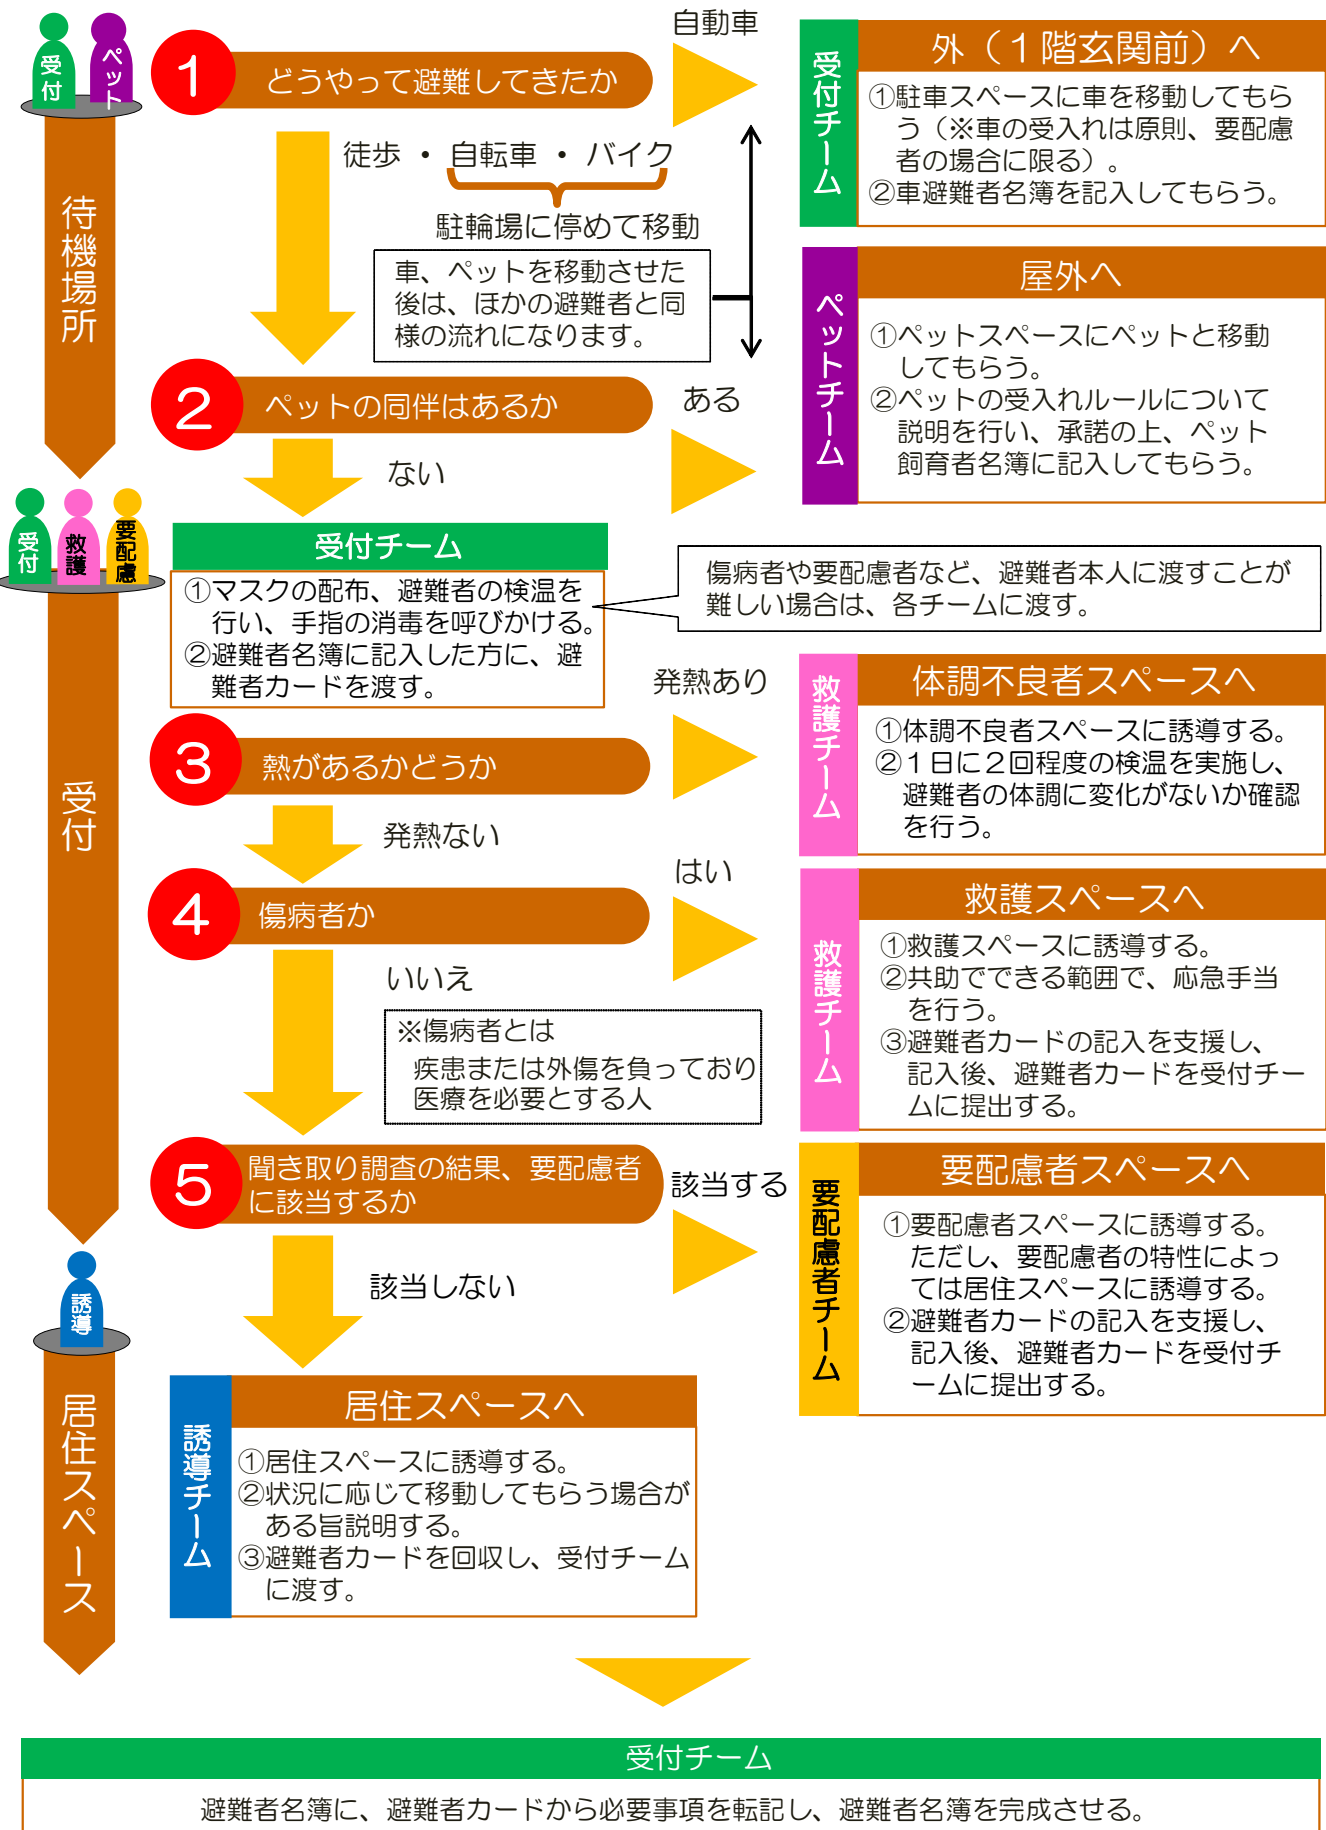 受付
ペット
待機場所
1
どうやって避難してきたか
自動車
徒歩 ・ 自転車 ・ バイク
駐輪場に停めて移動
車、ペットを移動させた
後は、ほかの避難者と同
様の流れになります。
受付チーム
外（１階玄関前）へ
①駐車スペースに車を移動してもら
う（※車の受入れは原則、要配慮
者の場合に限る）。
②車避難者名簿を記入してもらう。
2
ペットの同伴はあるか
ある
ない
ペットチーム
屋外へ
①ペットスペースにペットと移動
してもらう。
②ペットの受入れルールについて
説明を行い、承諾の上、ペット
飼育者名簿に記入してもらう。
受付
救護
要配慮
受付
受付チーム
①マスクの配布、避難者の検温を
行い、手指の消毒を呼びかける。
②避難者名簿に記入した方に、避
難者カードを渡す。
傷病者や要配慮者など、避難者本人に渡すことが
難しい場合は、各チームに渡す。
3
熱があるかどうか
発熱あり
発熱ない
救護チーム
体調不良者スペースへ
①体調不良者スペースに誘導する。
②１日に２回程度の検温を実施し、
避難者の体調に変化がないか確認
を行う。
4
傷病者か
はい
いいえ
※傷病者とは
疾患または外傷を負っており
医療を必要とする人
救護チーム
救護スペースへ
①救護スペースに誘導する。
②共助でできる範囲で、応急手当
を行う。
③避難者カードの記入を支援し、
記入後、避難者カードを受付チー
ムに提出する。
5
聞き取り調査の結果、要配慮者
に該当するか
該当する
該当しない
要配慮者チーム
要配慮者スペースへ
①要配慮者スペースに誘導する。
ただし、要配慮者の特性によっ
ては居住スペースに誘導する。
②避難者カードの記入を支援し、
記入後、避難者カードを受付チ
ームに提出する。
誘導
居住スペース
誘導チーム
居住スペースへ
①居住スペースに誘導する。
②状況に応じて移動してもらう場合が
ある旨説明する。
③避難者カードを回収し、受付チーム
に渡す。
受付チーム
避難者名簿に、避難者カードから必要事項を転記し、避難者名簿を完成させる。